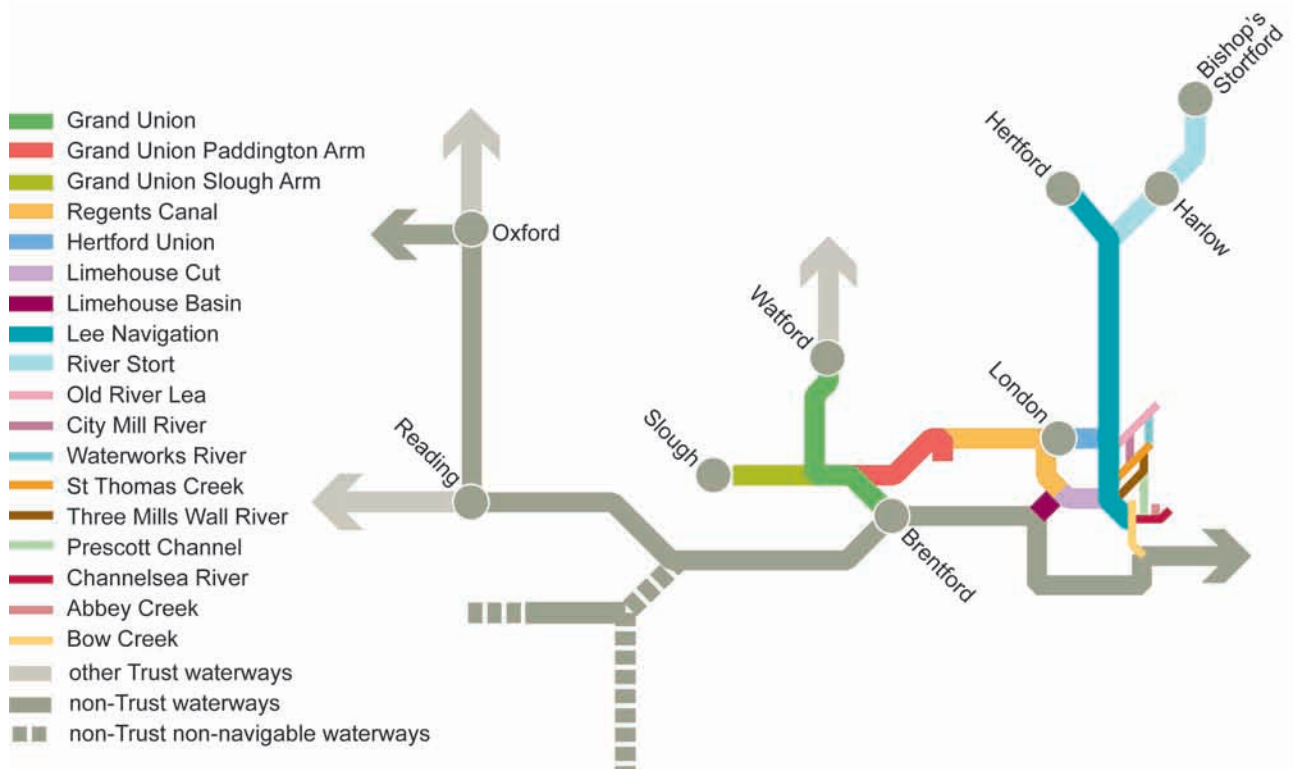 Grand Union
Grand Union Paddington Arm
Grand Union Slough Arm
Regents Canal
Hertford Union
Limehouse Cut
Limehouse Basin
Lee Navigation
River Stort
Old River Lea
City Mill River
Waterworks River
St Thomas Creek
Three Mills Wall River
Prescott Channel
Channelsea River
Abbey Creek
Bow Creek
other Trust waterways
non-Trust waterways
non-Trust non-navigable waterways
Oxford
Reading
Slough
Watford
Brentford
London
Hertford
Harlow
Bishop's
Stortford